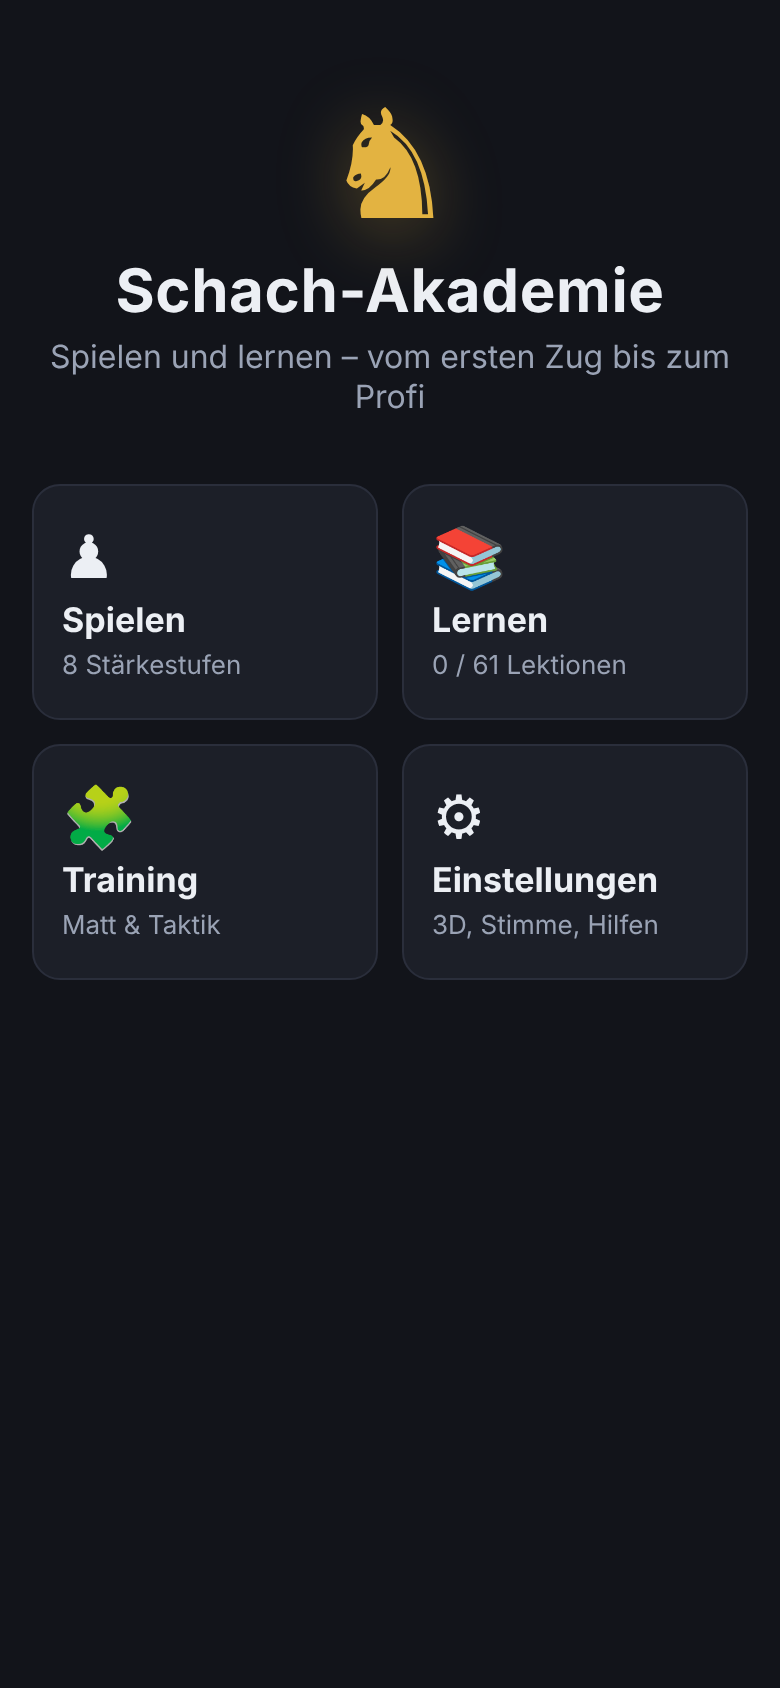 Schach-Akademie
Spielen und lernen – vom ersten Zug bis zum
Profi
Spielen
8 Stärkestufen
Lernen
0 / 61 Lektionen
Training
Matt & Taktik
Einstellungen
3D, Stimme, Hilfen